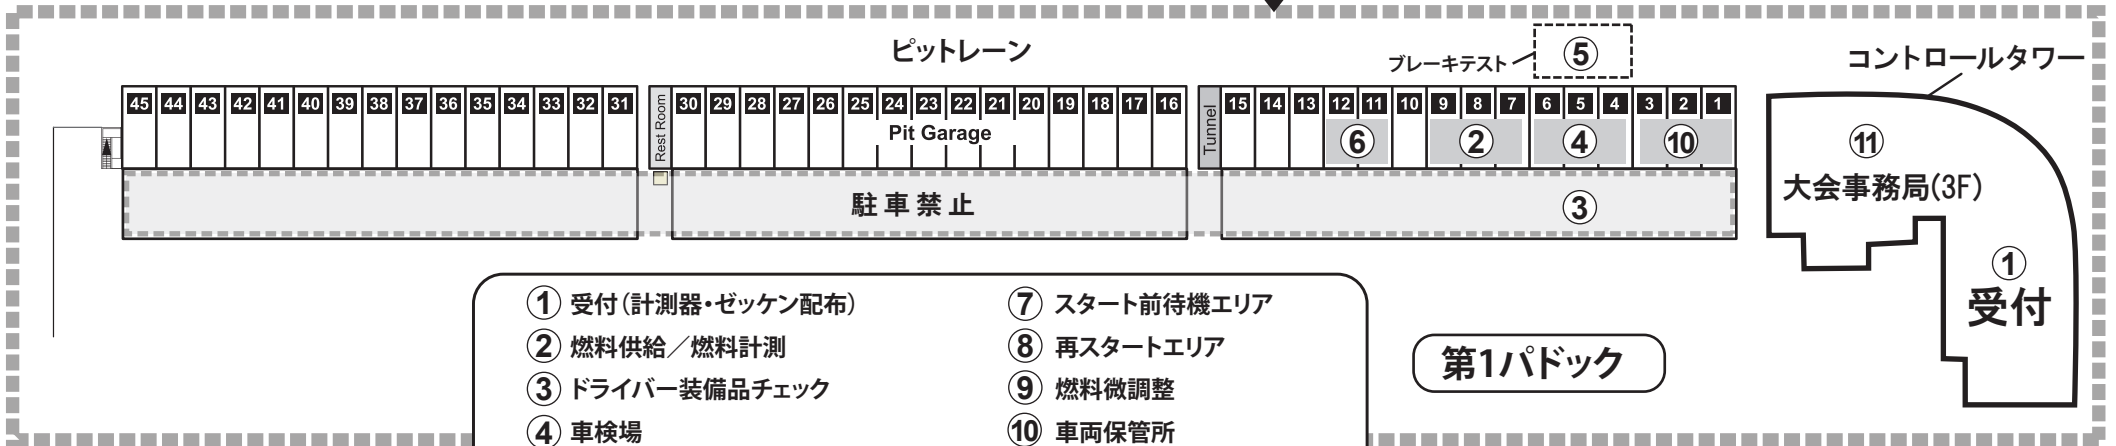 ピットレーン
ブレーキテスト
⑤
コントロールタワー
45 44 43 42 41 40 39 38 37 36 35 34 33 32 31
Rest Room
30 29 28 27 26 25 24 23 22 21 20 19 18 17 16
Pit Garage
Tunnel
15 14 13 12 11 10 9 8 7 6 5 4 3 2 1
⑥ ② ④ ⑩
⑪
大会事務局(3F)
駐車禁止
③
①
受付
① 受付(計測器・ゼッケン配布)
② 燃料供給／燃料計測
③ ドライバー装備品チェック
④ 車検場
⑦ スタート前待機エリア
⑧ 再スタートエリア
⑨ 燃料微調整
⑩ 車両保管所
第1パドック